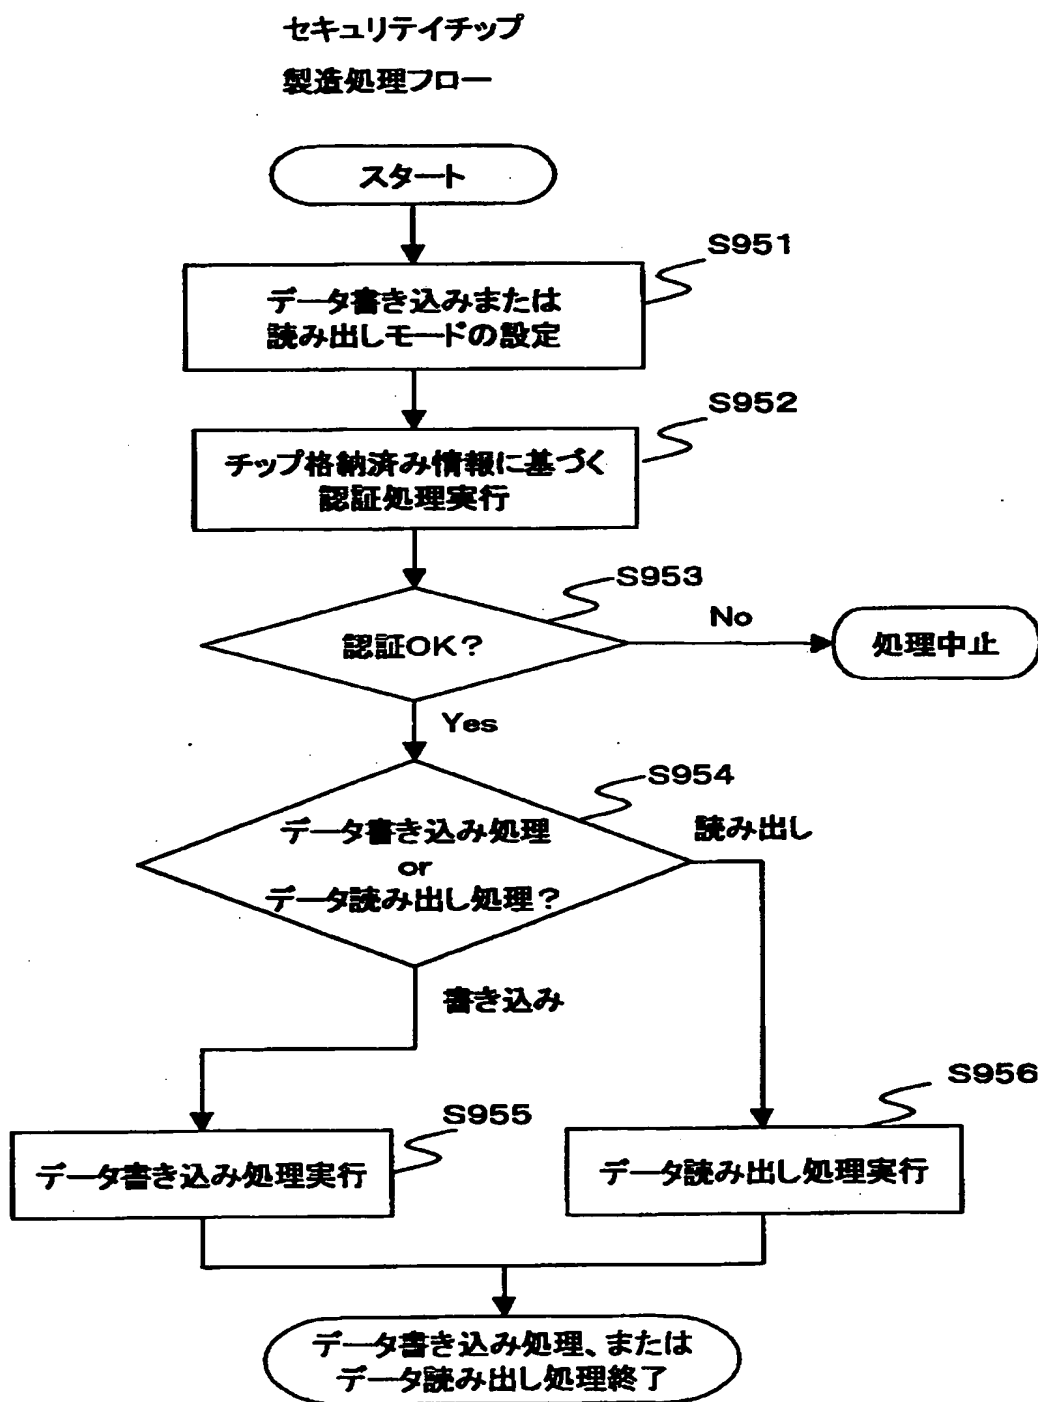 セキュリテイチップ
製造処理フロー
スタート
S951
データ書き込みまたは
読み出しモードの設定
S952
チップ格納済み情報に基づく
認証処理実行
S953
認証OK？
No
処理中止
Yes
S954
データ書き込み処理
or
データ読み出し処理？
読み出し
書き込み
S955
データ書き込み処理実行
S956
データ読み出し処理実行
データ書き込み処理、または
データ読み出し処理終了